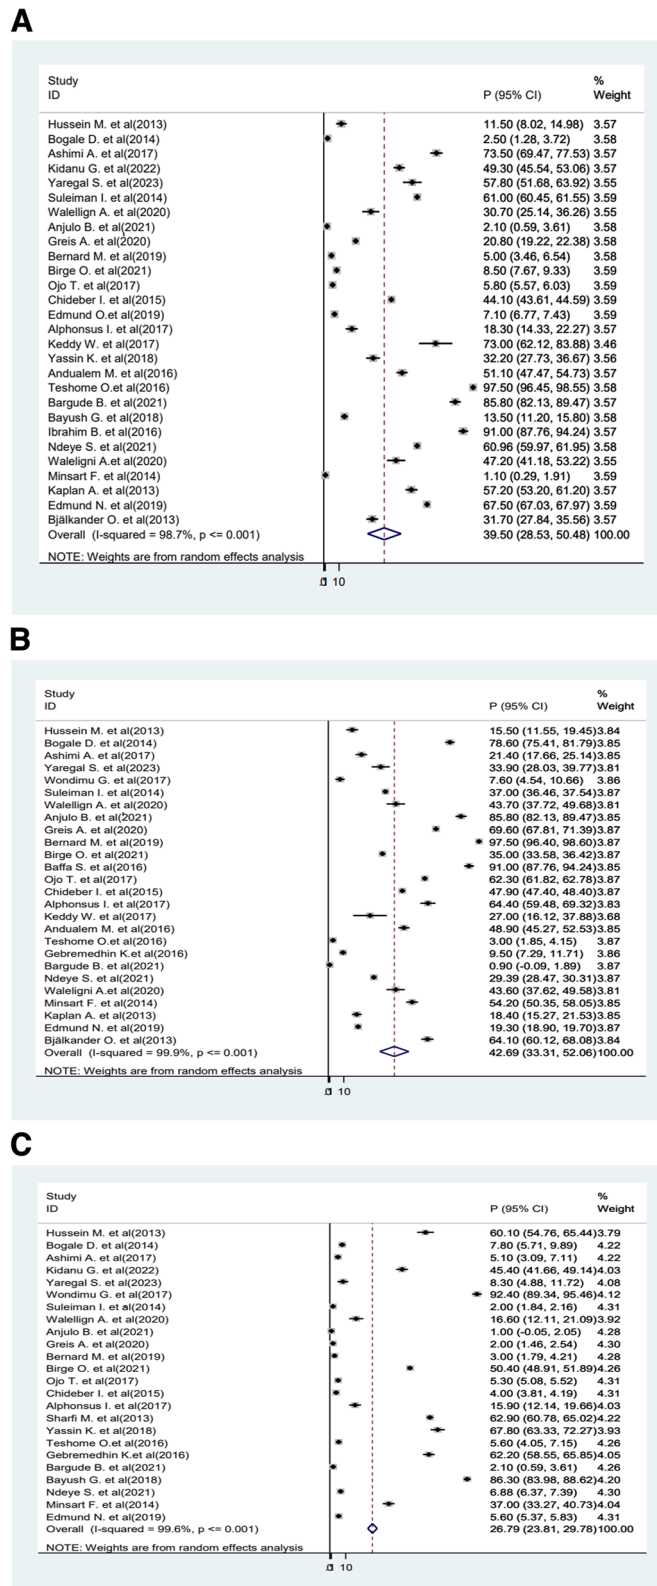 A
Study %
ID P (95% CI) Weight
Hussein M. et al(2013) 11.50 (8.02, 14.98) 3.57
Bogale D. et al(2014) 2.50 (1.28, 3.72) 3.58
Ashimi A. et al(2017) 73.50 (69.47, 77.53) 3.57
Kidanu G. et al(2022) 49.30 (45.54, 53.06) 3.57
Yaregal S. et al(2023) 57.80 (51.68, 63.92) 3.55
Suleiman I. et al(2014) 61.00 (60.45, 61.55) 3.59
Walellign A. et al(2020) 30.70 (25.14, 36.26) 3.55
Anjulo B. et al(2021) 2.10 (0.59, 3.61) 3.58
Greis A. et al(2020) 20.80 (19.22, 22.38) 3.58
Bernard M. et al(2019) 5.00 (3.46, 6.54) 3.58
Birge O. et al(2021) 8.50 (7.67, 9.33) 3.59
Ojo T. et al(2017) 5.80 (5.57, 6.03) 3.59
Chideber I. et al(2015) 44.10 (43.61, 44.59) 3.59
Edmund O.et al(2019) 7.10 (6.77, 7.43) 3.59
Alphonsus I. et al(2017) 18.30 (14.33, 22.27) 3.57
Keddy W. et al(2017) 73.00 (62.12, 83.88) 3.46
Yassin K. et al(2018) 32.20 (27.73, 36.67) 3.56
Andualem M. et al(2016) 51.10 (47.47, 54.73) 3.57
Teshome O.et al(2016) 97.50 (96.45, 98.55) 3.58
Bargude B. et al(2021) 85.80 (82.13, 89.47) 3.57
Bayush G. et al(2018) 13.50 (11.20, 15.80) 3.58
Ibrahim B. et al(2016) 91.00 (87.76, 94.24) 3.57
Ndeye S. et al(2021) 60.96 (59.97, 61.95) 3.58
Waleligni A.et al(2020) 47.20 (41.18, 53.22) 3.55
Minsart F. et al(2014) 1.10 (0.29, 1.91) 3.59
Kaplan A. et al(2013) 57.20 (53.20, 61.20) 3.57
Edmund N. et al(2019) 67.50 (67.03, 67.97) 3.59
Bjälkander O. et al(2013) 31.70 (27.84, 35.56) 3.57
Overall (I-squared = 98.7%, p <= 0.001) 39.50 (28.53, 50.48) 100.00
NOTE: Weights are from random effects analysis
10
B
Study %
ID P (95% CI) Weight
Hussein M. et al(2013) 15.50 (11.55, 19.45) 3.84
Bogale D. et al(2014) 78.60 (75.41, 81.79) 3.85
Ashimi A. et al(2017) 21.40 (17.66, 25.14) 3.85
Yaregal S. et al(2023) 33.90 (28.03, 39.77) 3.81
Wondimu G. et al(2017) 7.60 (4.54, 10.66) 3.86
Suleiman I. et al(2014) 37.00 (36.46, 37.54) 3.87
Walellign A. et al(2020) 43.70 (37.72, 49.68) 3.81
Anjulo B. et al(2021) 85.80 (82.13, 89.47) 3.85
Greis A. et al(2020) 69.60 (67.81, 71.39) 3.87
Bernard M. et al(2019) 97.50 (96.40, 98.60) 3.87
Birge O. et al(2021) 35.00 (33.58, 36.42) 3.87
Baffa S. et al(2016) 91.00 (87.76, 94.24) 3.85
Ojo T. et al(2017) 62.30 (61.82, 62.78) 3.87
Chideber I. et al(2015) 47.90 (47.40, 48.40) 3.87
Alphonsus I. et al(2017) 64.40 (59.48, 69.32) 3.83
Keddy W. et al(2017) 27.00 (16.12, 37.88) 3.68
Andualem M. et al(2016) 48.90 (45.27, 52.53) 3.85
Teshome O.et al(2016) 3.00 (1.85, 4.15) 3.87
Gebremedhin K.et al(2016) 9.50 (7.29, 11.71) 3.86
Bargude B. et al(2021) 0.90 (-0.09, 1.89) 3.87
Ndeye S. et al(2021) 29.39 (28.47, 30.31) 3.87
Waleligni A.et al(2020) 43.60 (37.62, 49.58) 3.81
Minsart F. et al(2014) 54.20 (50.35, 58.05) 3.85
Kaplan A. et al(2013) 18.40 (15.27, 21.53) 3.85
Edmund N. et al(2019) 19.30 (18.90, 19.70) 3.87
Bjälkander O. et al(2013) 64.10 (60.12, 68.08) 3.84
Overall (I-squared = 99.9%, p <= 0.001) 42.69 (33.31, 52.06) 100.00
NOTE: Weights are from random effects analysis
10
C
Study %
ID P (95% CI) Weight
Hussein M. et al(2013) 60.10 (54.76, 65.44) 3.79
Bogale D. et al(2014) 7.80 (5.71, 9.89) 4.22
Ashimi A. et al(2017) 5.10 (3.09, 7.11) 4.22
Kidanu G. et al(2022) 45.40 (41.66, 49.14) 4.03
Yaregal S. et al(2023) 8.30 (4.88, 11.72) 4.08
Wondimu G. et al(2017) 92.40 (89.34, 95.46) 4.12
Suleiman I. et al(2014) 2.00 (1.84, 2.16) 4.31
Walellign A. et al(2020) 16.60 (12.11, 21.09) 3.92
Anjulo B. et al(2021) 1.00 (-0.05, 2.05) 4.28
Greis A. et al(2020) 2.00 (1.46, 2.54) 4.30
Bernard M. et al(2019) 3.00 (1.79, 4.21) 4.28
Birge O. et al(2021) 50.40 (48.91, 51.89) 4.26
Ojo T. et al(2017) 5.30 (5.08, 5.52) 4.31
Chideber I. et al(2015) 4.00 (3.81, 4.19) 4.31
Alphonsus I. et al(2017) 15.90 (12.14, 19.66) 4.03
Sharfi M. et al(2013) 62.90 (60.78, 65.02) 4.22
Yassin K. et al(2018) 67.80 (63.33, 72.27) 3.93
Teshome O.et al(2016) 5.60 (4.05, 7.15) 4.26
Gebremedhin K.et al(2016) 62.20 (58.55, 65.85) 4.05
Bargude B. et al(2021) 2.10 (0.59, 3.61) 4.26
Bayush G. et al(2018) 86.30 (83.98, 88.62) 4.20
Ndeye S. et al(2021) 6.88 (6.37, 7.39) 4.30
Minsart F. et al(2014) 37.00 (33.27, 40.73) 4.04
Edmund N. et al(2019) 5.60 (5.37, 5.83) 4.31
Overall (I-squared = 99.6%, p <= 0.001) 26.79 (23.81, 29.78) 100.00
NOTE: Weights are from random effects analysis
10